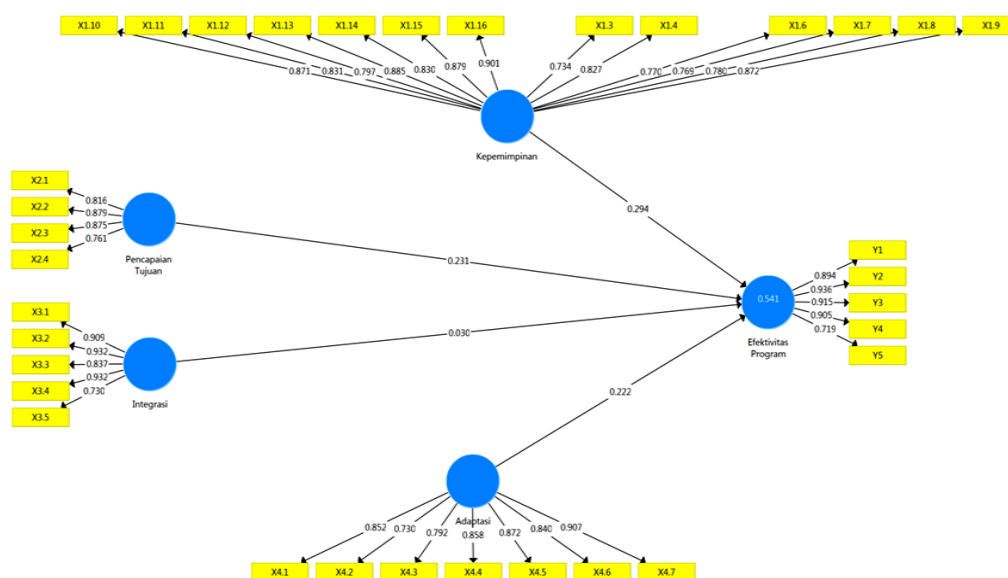 X1.10 X1.11 X1.12 X1.13 X1.14 X1.15 X1.16 X1.3 X1.4 X1.6 X1.7 X1.8 X1.9
0.871 0.831 0.797 0.885 0.830 0.879 0.901 0.734 0.827 0.770 0.769 0.780 0.872
Kepemimpinan
0.294
X2.1
X2.2
X2.3
X2.4
0.816
0.879
0.875
0.761
Pencapaian
Tujuan
0.231
X3.1
X3.2
X3.3
X3.4
X3.5
0.909
0.932
0.837
0.932
0.730
Integrasi
0.030
0.541
Efektivitas
Program
0.894
0.936
0.915
0.905
0.719
Y1
Y2
Y3
Y4
Y5
0.222
Adaptasi
0.852 0.730 0.792 0.858 0.872 0.840 0.907
X4.1 X4.2 X4.3 X4.4 X4.5 X4.6 X4.7